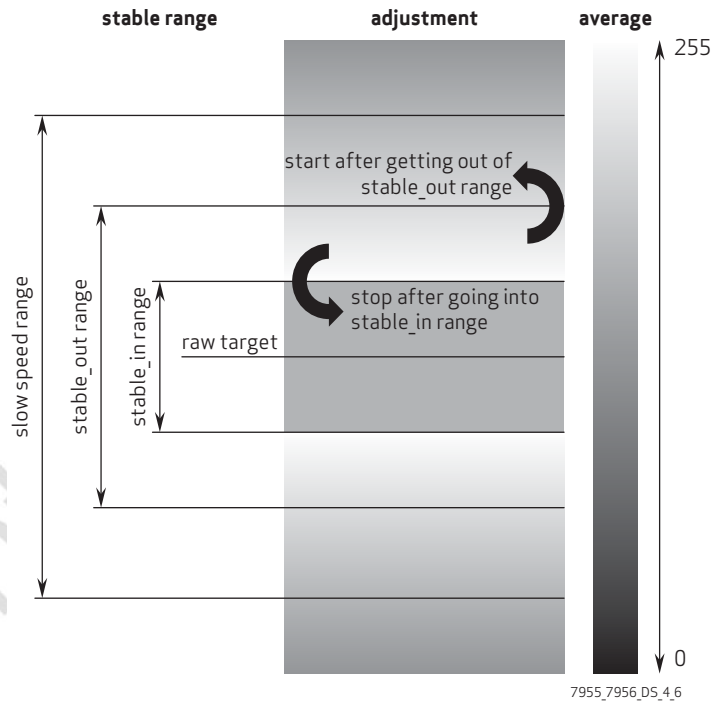 stable range
adjustment
average
255
start after getting out of
stable_out range
stop after going into
stable_in range
raw target
slow speed range
stable_out range
stable_in range
0
7955_7956_DS_4_6